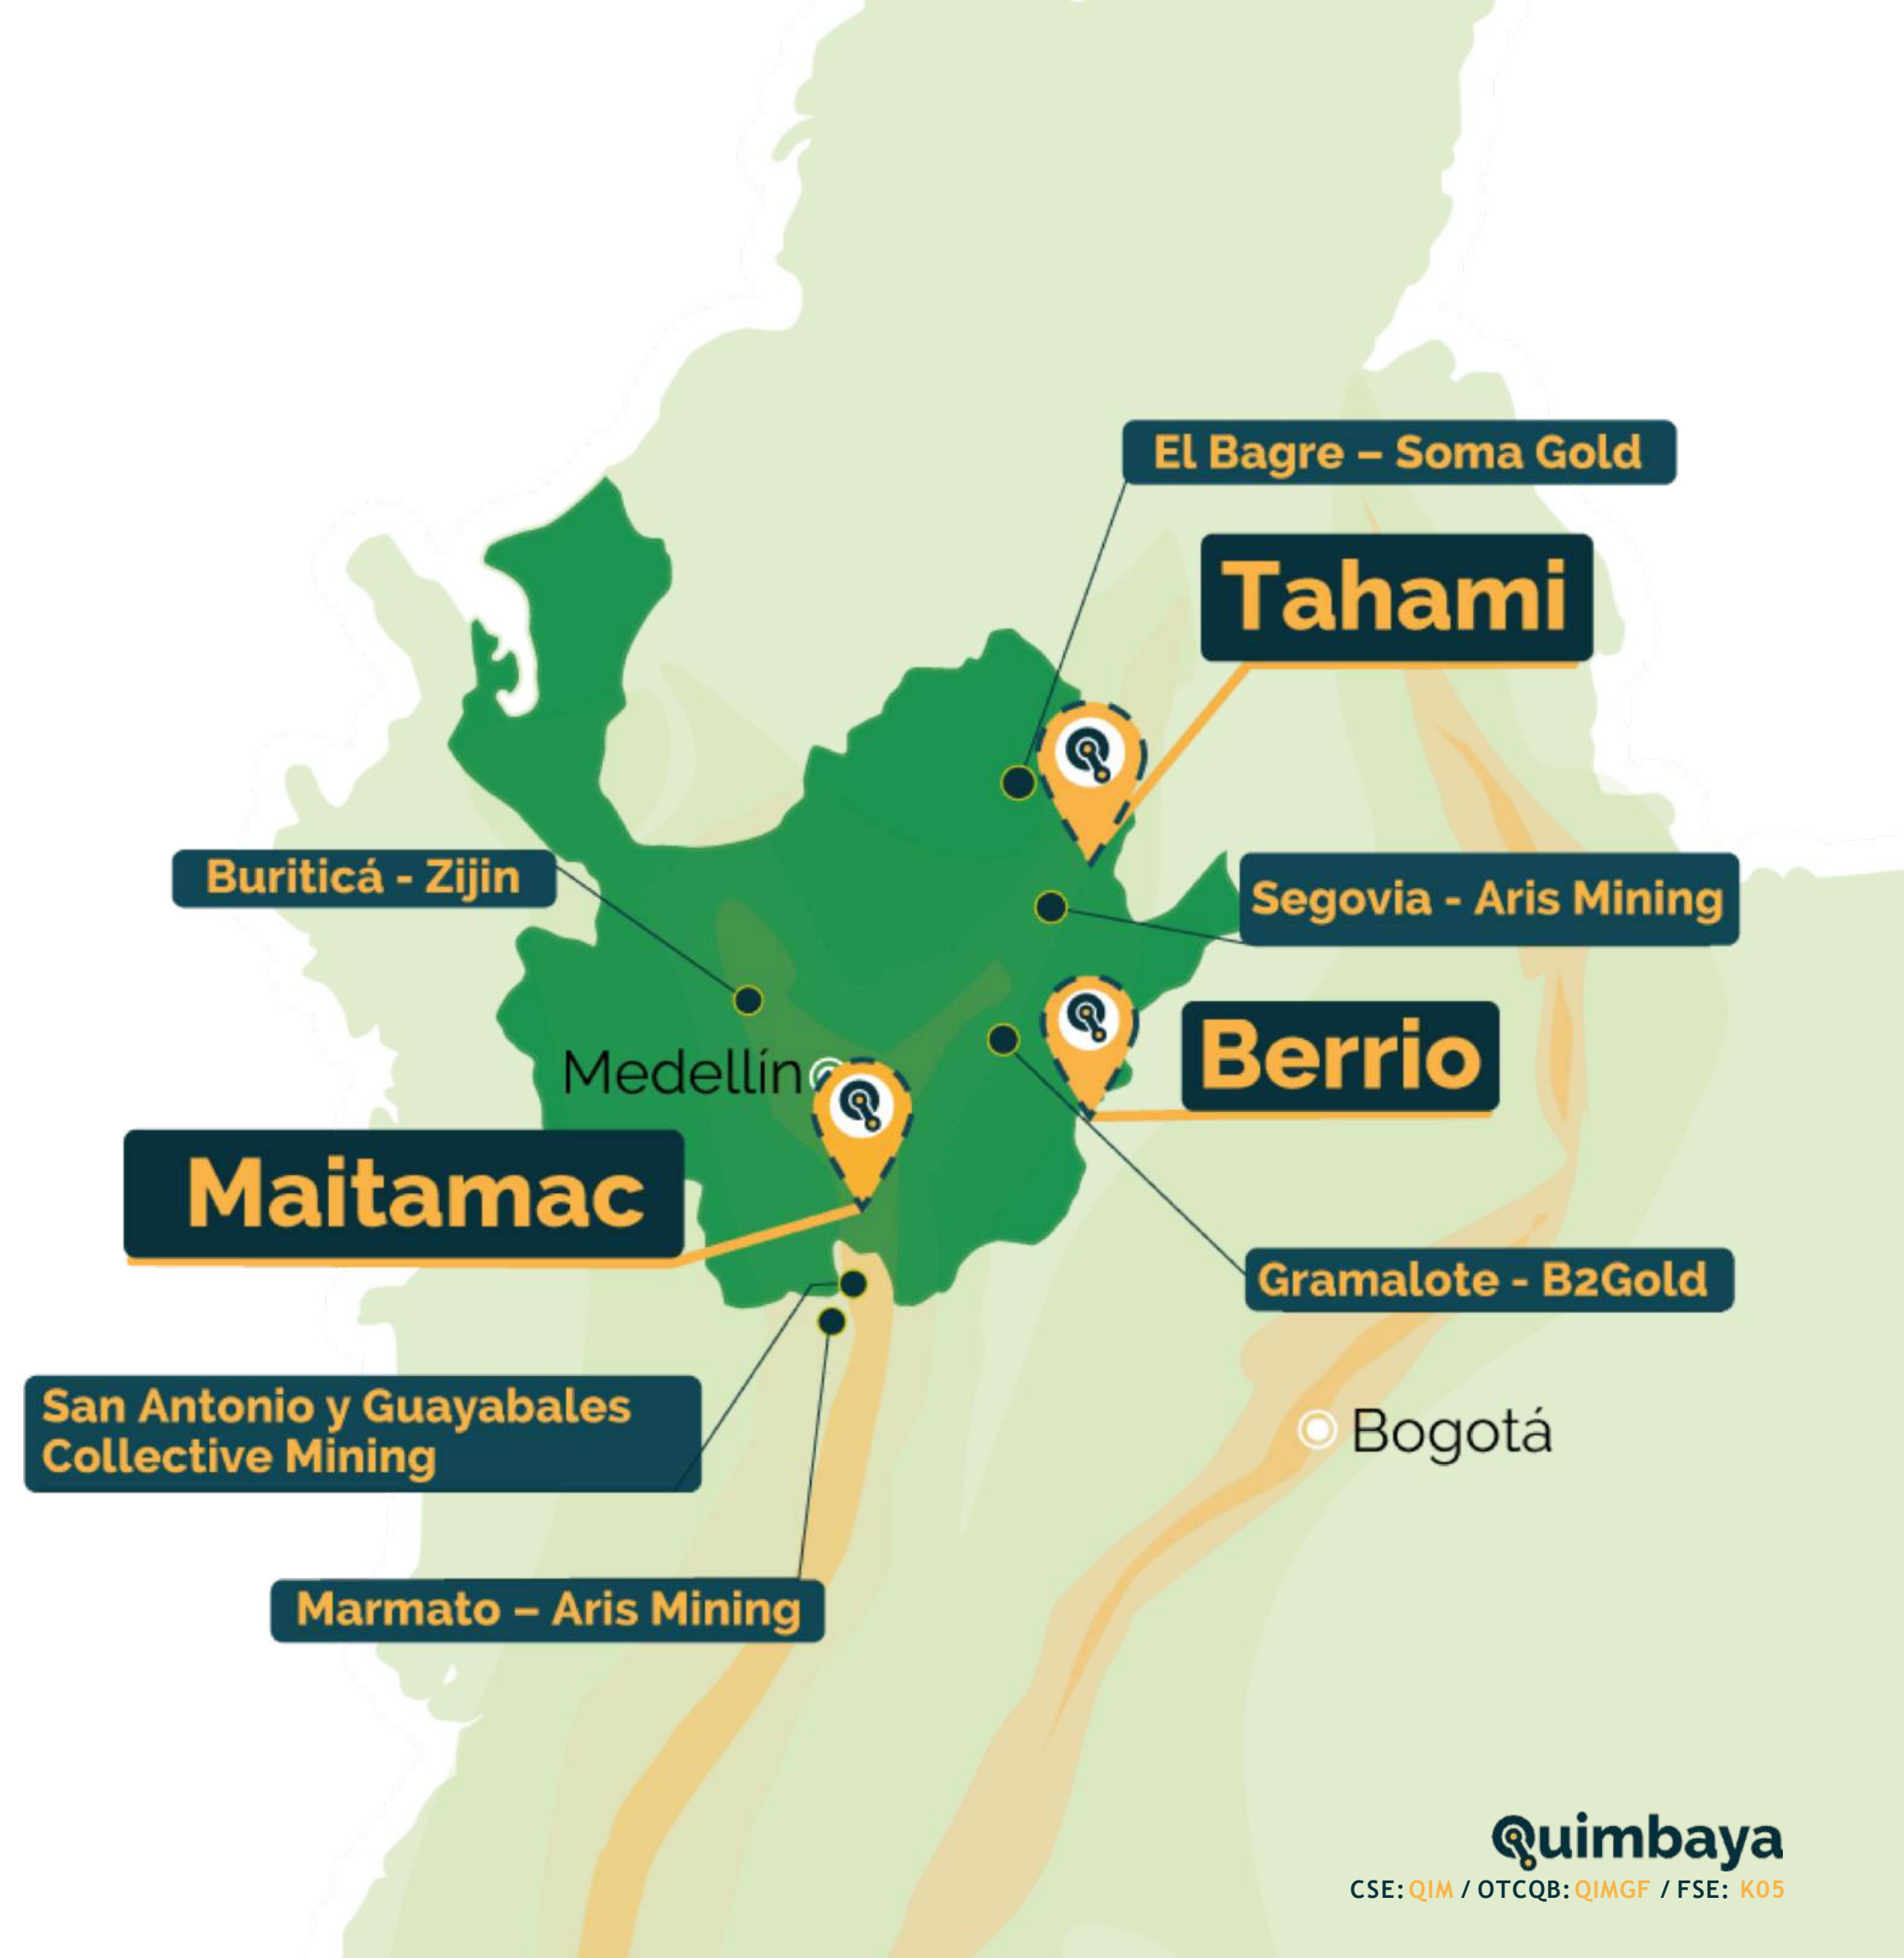 El Bagre – Soma Gold
Tahami
Buriticá - Zijin
Segovia - Aris Mining
Berrio
Medellín
Maitamac
Gramalote - B2Gold
San Antonio y Guayabales
Collective Mining
Bogotá
Marmato – Aris Mining
Quimbaya
CSE: QIM / OTCQB: QIMGF / FSE: K05